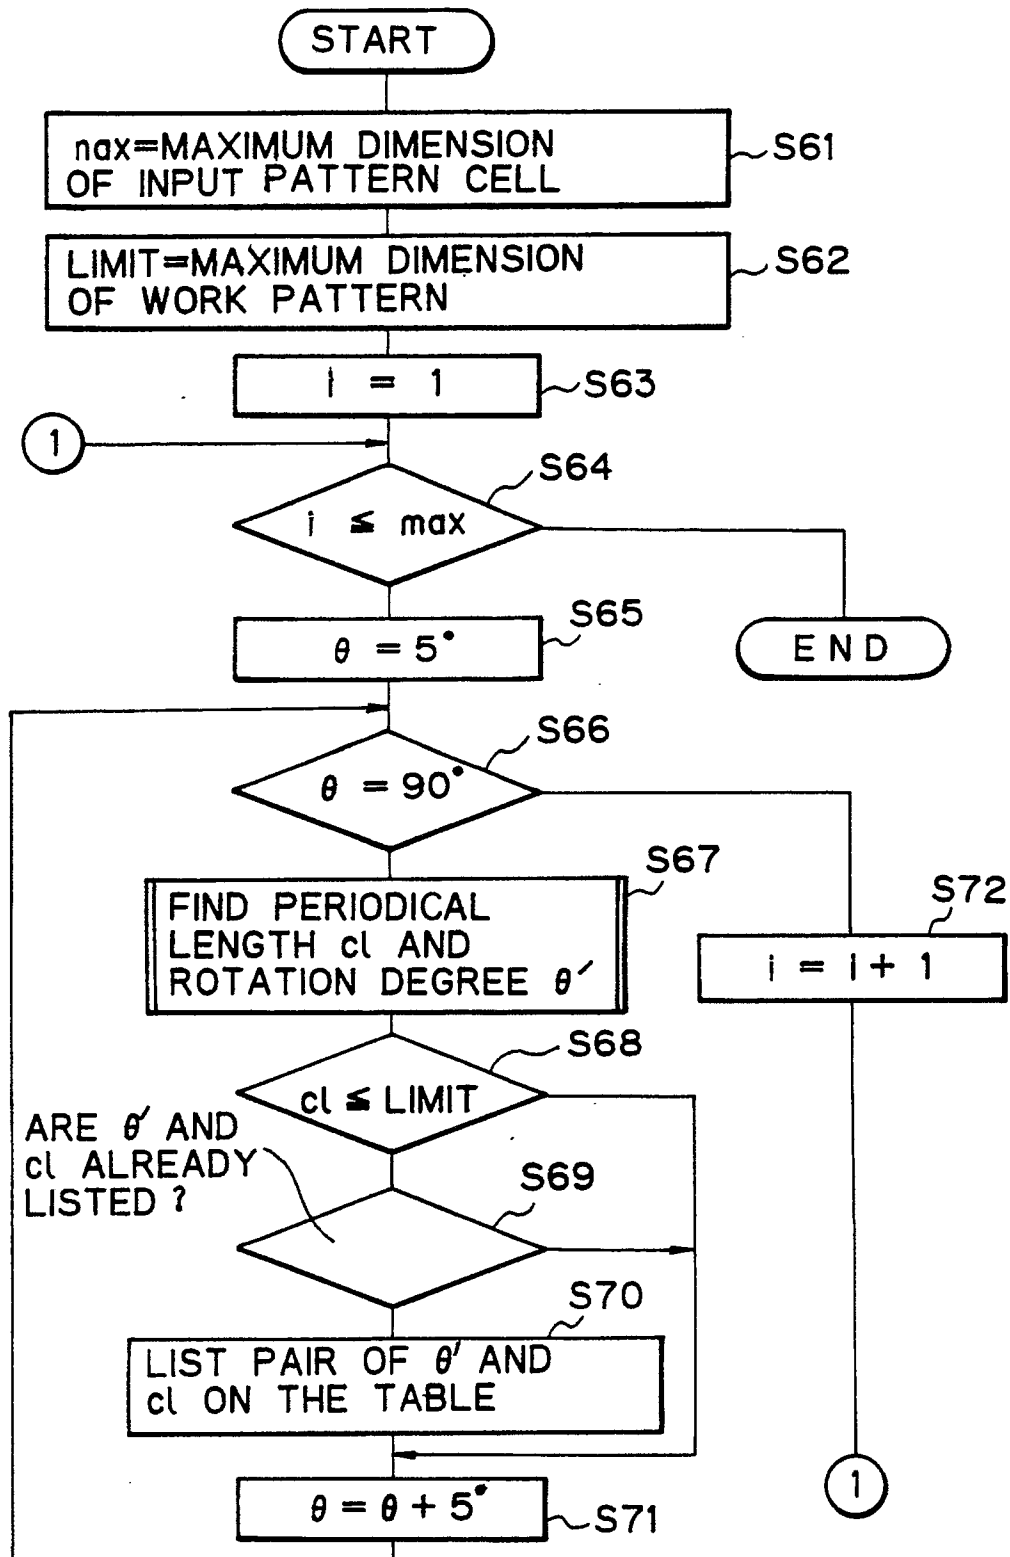 START
nax=MAXIMUM DIMENSION
OF INPUT PATTERN CELL
S61
LIMIT=MAXIMUM DIMENSION
OF WORK PATTERN
S62
i = 1
S63
1
S64
i ≦ max
S65
θ = 5°
END
S66
θ = 90°
S67
FIND PERIODICAL
LENGTH cl AND
ROTATION DEGREE θ′
S72
i = i + 1
S68
cl ≦ LIMIT
ARE θ′ AND
cl ALREADY
LISTED ?
S69
S70
LIST PAIR OF θ′ AND
cl ON THE TABLE
1
θ = θ + 5°
S71